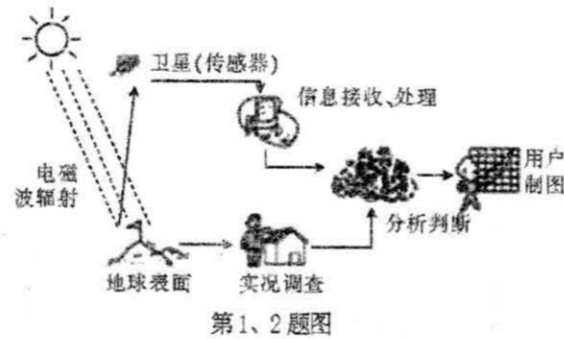 卫星(传感器)
信息接收、处理
电磁
波辐射
用户
制图
分析判断
地球表面
实况调查
第1、2题图